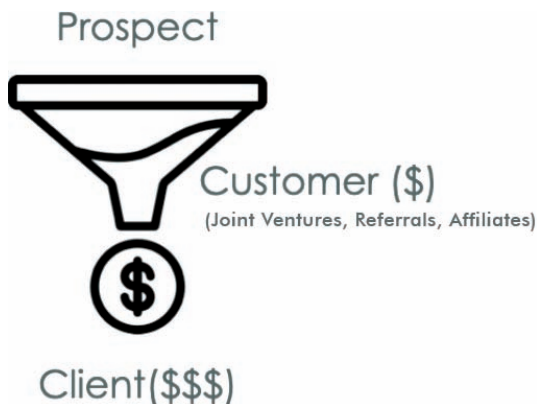 Prospect
Customer ($)
(Joint Ventures, Referrals, Affiliates)
$
Client($$$)